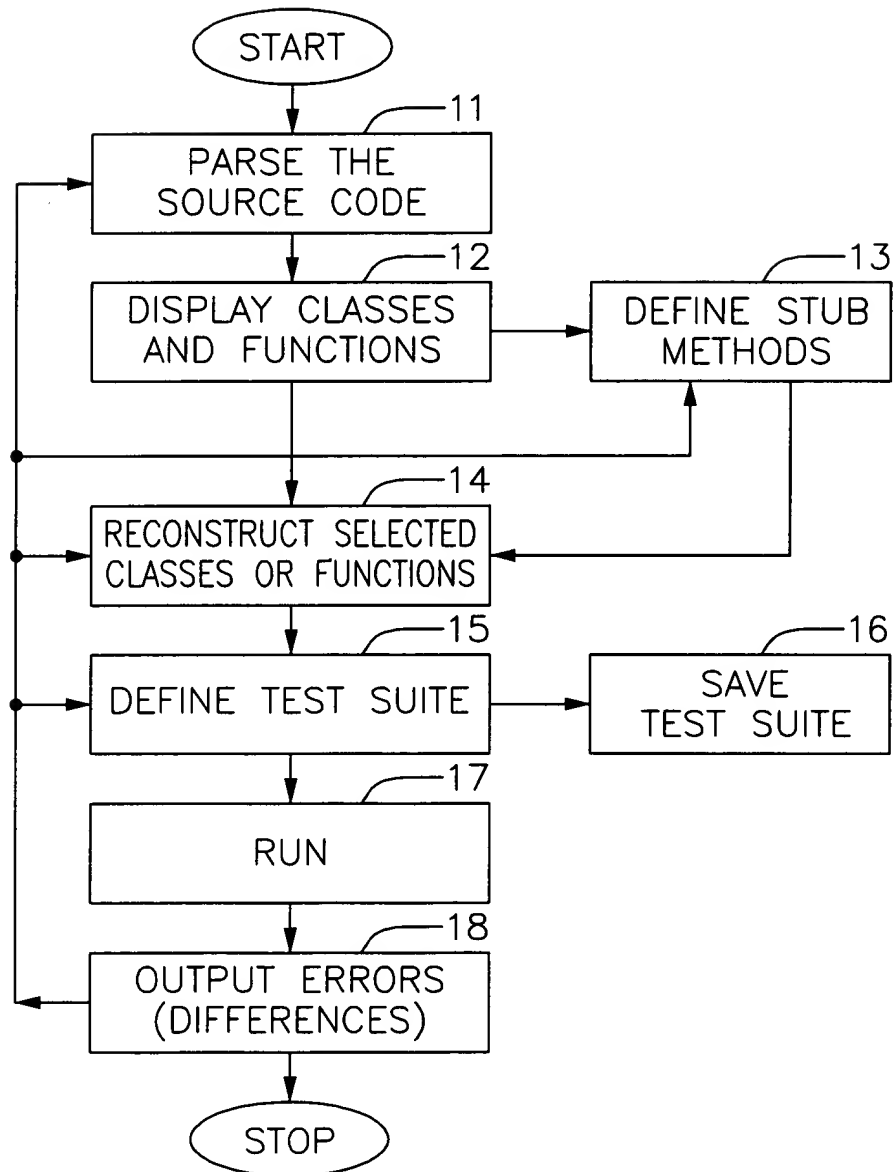 START
11
PARSE THE
SOURCE CODE
12
DISPLAY CLASSES
AND FUNCTIONS
13
DEFINE STUB
METHODS
14
RECONSTRUCT SELECTED
CLASSES OR FUNCTIONS
15
DEFINE TEST SUITE
16
SAVE
TEST SUITE
17
RUN
18
OUTPUT ERRORS
(DIFFERENCES)
STOP